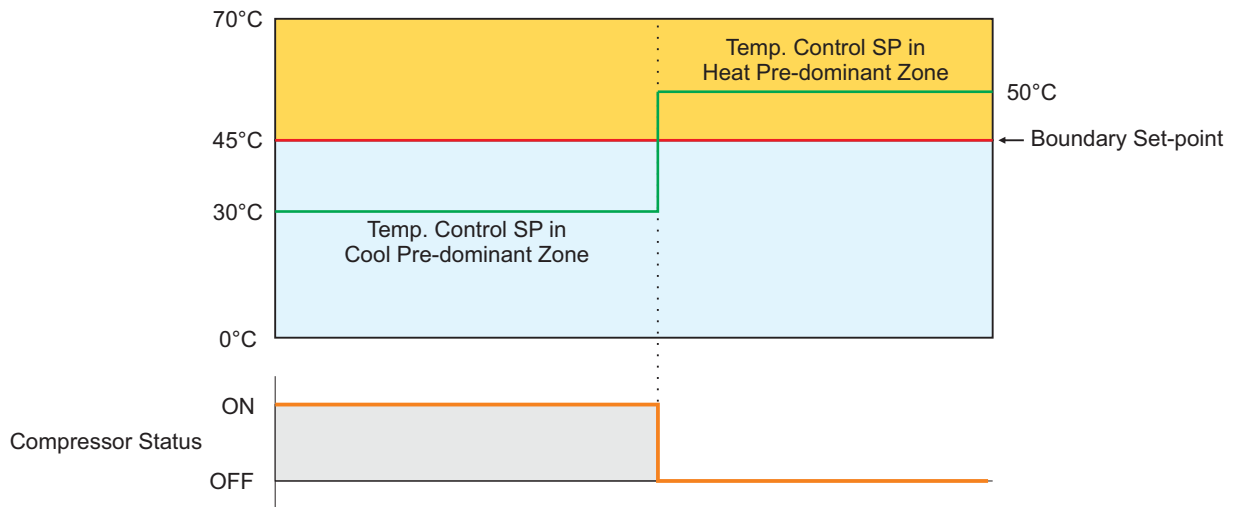 70°C
Temp. Control SP in
Heat Pre-dominant Zone
50°C
45°C
Boundary Set-point
30°C
Temp. Control SP in
Cool Pre-dominant Zone
0°C
ON
Compressor Status
OFF